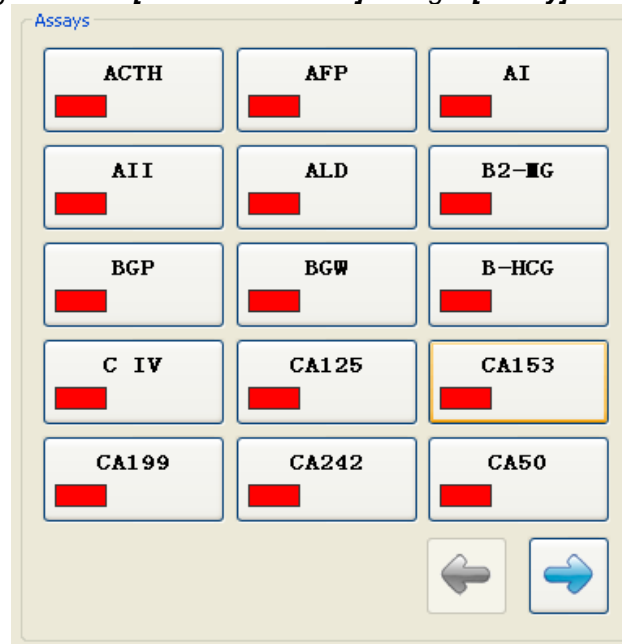 Assays
ACTH AFP AI
AII ALD B2-MG
BGP BGW B-HCG
C IV CA125 CA153
CA199 CA242 CA50